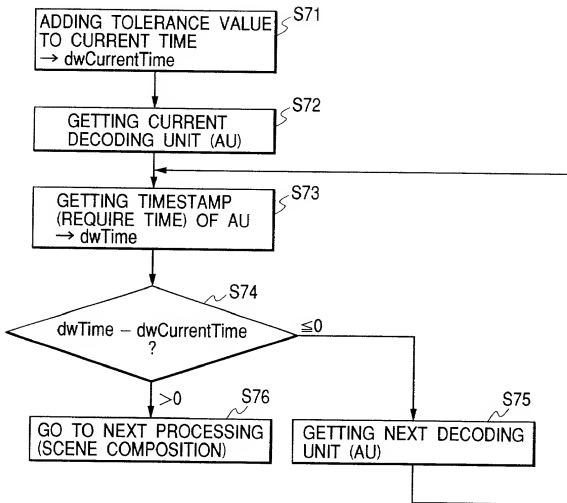 S71
ADDING TOLERANCE VALUE
TO CURRENT TIME
→ dwCurrentTime
S72
GETTING CURRENT
DECODING UNIT (AU)
S73
GETTING TIMESTAMP
(REQUIRE TIME) OF AU
→ dwTime
S74
dwTime – dwCurrentTime
?
≦0
>0
S76
GO TO NEXT PROCESSING
(SCENE COMPOSITION)
S75
GETTING NEXT DECODING
UNIT (AU)